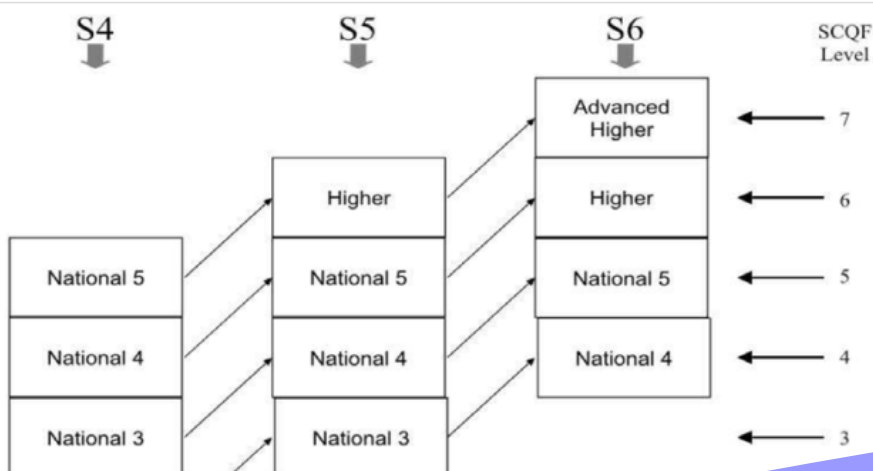 S4
S5
S6
SCQF
Level
Advanced
Higher
7
Higher
Higher
6
National 5
National 5
National 5
5
National 4
National 4
National 4
4
National 3
National 3
3